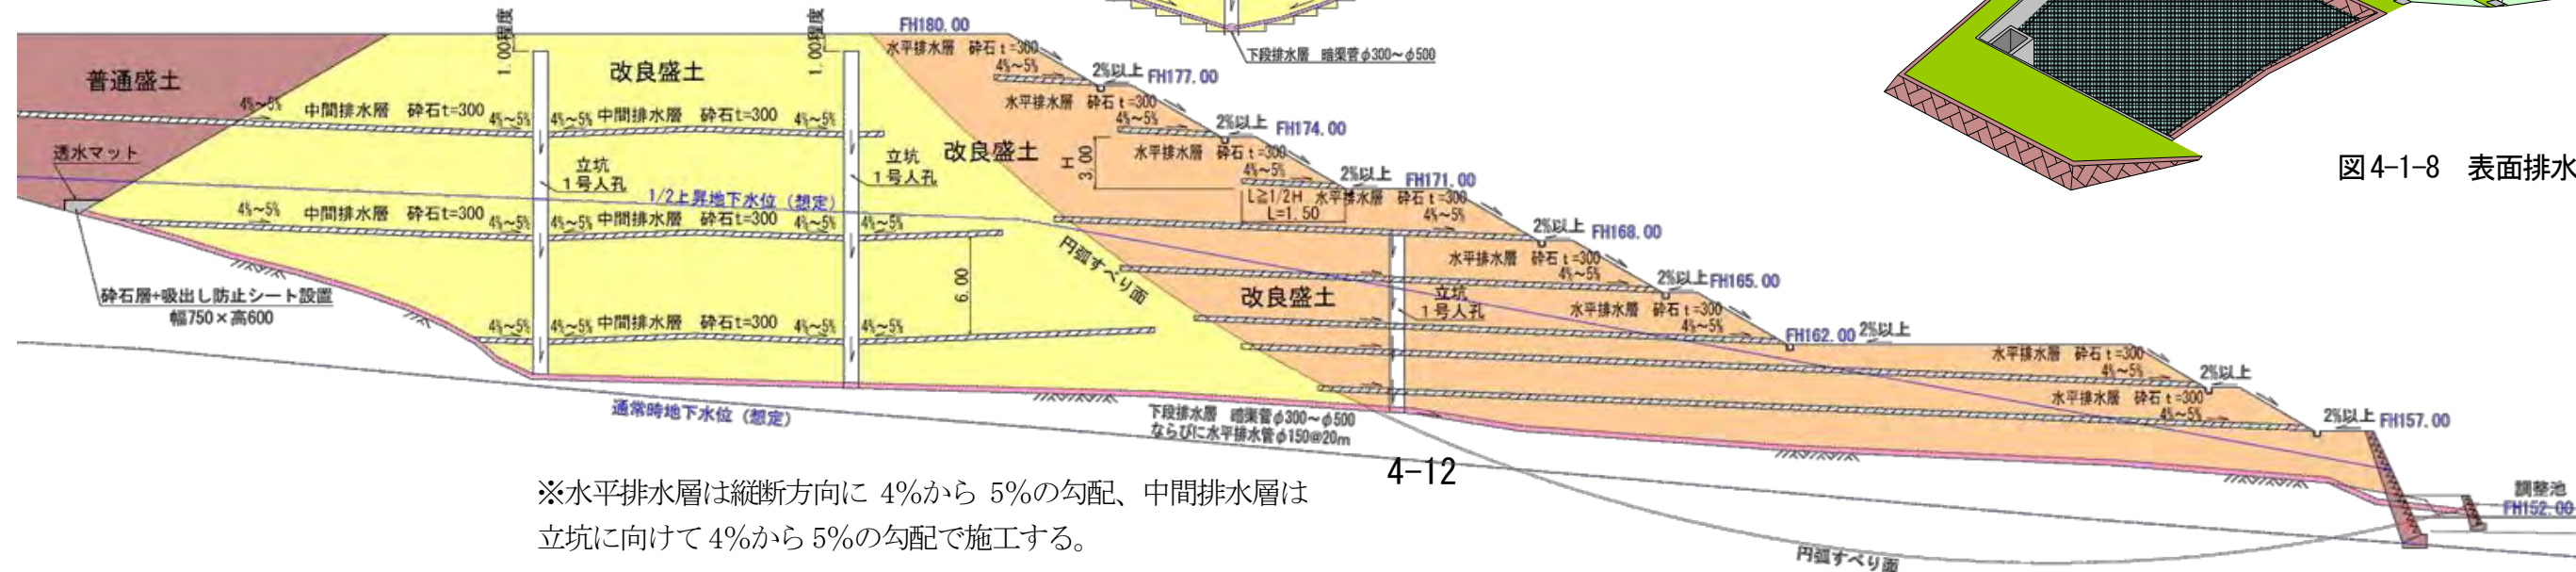 1.00程度
1.00程度
FH180.00
下段排水層 暗渠管φ300~φ500
普通盛土
改良盛土
水平排水層 砕石t=300
4%~5%
2%以上
FH177.00
4%~5%
中間排水層 砕石t=300
4%~5%
4%~5%
中間排水層 砕石t=300
4%~5%
水平排水層 砕石t=300
4%~5%
2%以上
FH174.00
透水マット
立坑
1号人孔
立坑
1号人孔
改良盛土
H
3.00
水平排水層 砕石t=300
4%~5%
2%以上
FH171.00
図4-1-8 表面排水
1/2上昇地下水位(想定)
L≧1/2H
L=1.50
水平排水層 砕石t=300
4%~5%
4%~5%
中間排水層 砕石t=300
4%~5%
4%~5%
中間排水層 砕石t=300
4%~5%
4%~5%
2%以上
FH168.00
円弧すべり面
水平排水層 砕石t=300
4%~5%
2%以上
FH165.00
6.00
改良盛土
立坑
1号人孔
水平排水層 砕石t=300
4%~5%
砕石層+吸出し防止シート設置
幅750×高600
4%~5%
4%~5%
中間排水層 砕石t=300
4%~5%
4%~5%
FH162.00
2%以上
水平排水層 砕石t=300
4%~5%
2%以上
水平排水層 砕石t=300
4%~5%
2%以上
FH157.00
通常時地下水位(想定)
下段排水層 暗渠管φ300~φ500
ならびに水平排水管φ150@20m
4-12
※水平排水層は縦断方向に 4%から 5%の勾配、中間排水層は
立坑に向けて 4%から 5%の勾配で施工する。
調整池
FH152.00
円弧すべり面